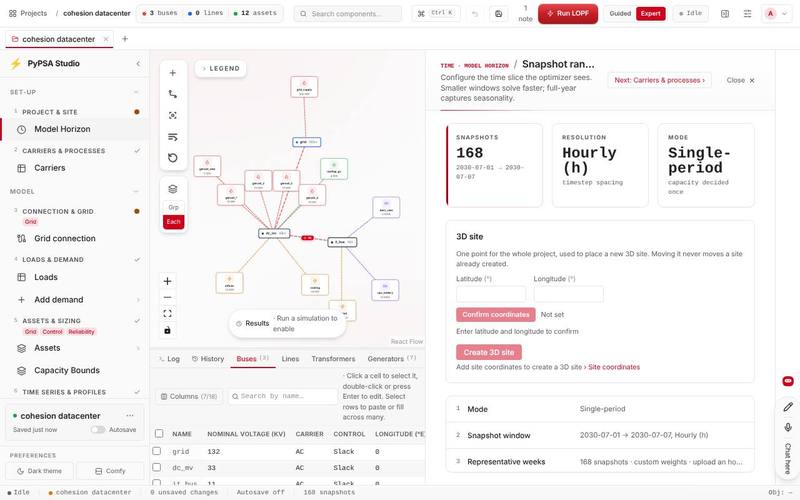 Projects / cohesion datacenter
3 buses 0 lines 12 assets
Search components...
Ctrl K
1 note
Run LOPF
Guided Expert
Idle
A
cohesion datacenter × +
PyPSA Studio
SET-UP
1 PROJECT & SITE
Model Horizon
2 CARRIERS & PROCESSES
Carriers
MODEL
3 CONNECTION & GRID
Grid
Grid connection
4 LOADS & DEMAND
Loads
Add demand
5 ASSETS & SIZING
Grid Control Reliability
Assets
Capacity Bounds
6 TIME SERIES & PROFILES
cohesion datacenter ...
Saved just now Autosave
PREFERENCES
Dark theme Comfy
LEGEND
Grp
Each
grid
dc_mv
it_bus
Results · Run a simulation to
enable
React Flow
Log History Buses (3) Lines Transformers Generators (7)
Columns (7/18)
Search by name…
· Click a cell to select it,
double-click or press
Enter to edit. Select
rows to paste or fill
across many.
NAME NOMINAL VOLTAGE (KV) CARRIER CONTROL LONGITUDE (°E
grid 132 AC Slack 0
dc_mv 33 AC Slack 0
it_bus 11 AC Slack 0
TIME · MODEL HORIZON / Snapshot ran...
Configure the time slice the optimizer sees.
Smaller windows solve faster; full-year
captures seasonality.
Next: Carriers & processes ›
Close ×
SNAPSHOTS
168
2030-07-01 → 2030-
07-07
RESOLUTION
Hourly
(h)
timestep spacing
MODE
Single-
period
capacity decided
once
3D site
One point for the whole project, used to place a new 3D site. Moving it never moves a site
already created.
Latitude (°) Longitude (°)
Confirm coordinates Not set
Enter latitude and longitude to confirm
Create 3D site
Add site coordinates to create a 3D site › Site coordinates
1 Mode Single-period
2 Snapshot window 2030-07-01 → 2030-07-07, Hourly (h)
3 Representative weeks 168 snapshots · custom weights · upload an ho...
Chat here
Idle cohesion datacenter 0 unsaved changes Autosave off 168 snapshots Obj: —